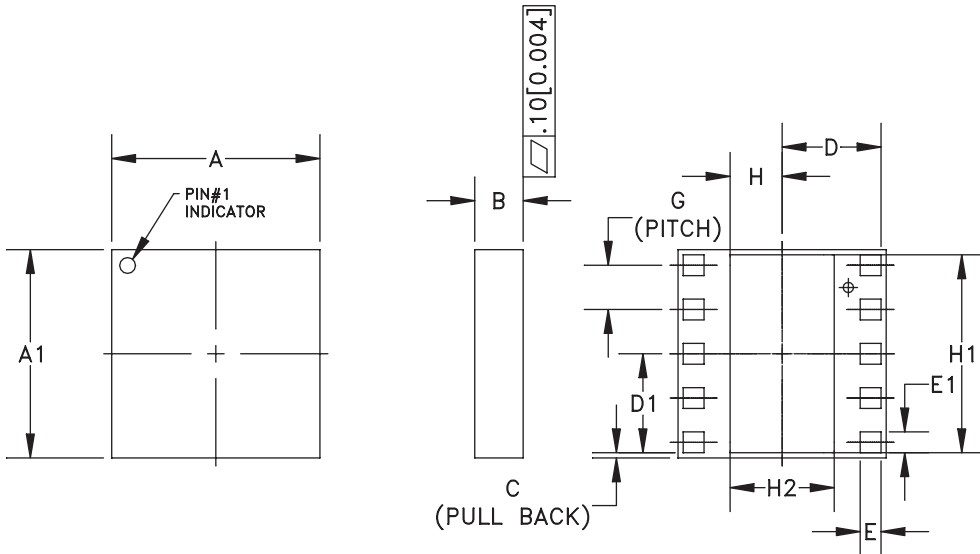 .10[0.004]
A
PIN#1
INDICATOR
A1
B
C
(PULL BACK)
G
(PITCH)
H
D
D1
H1
E1
H2
E